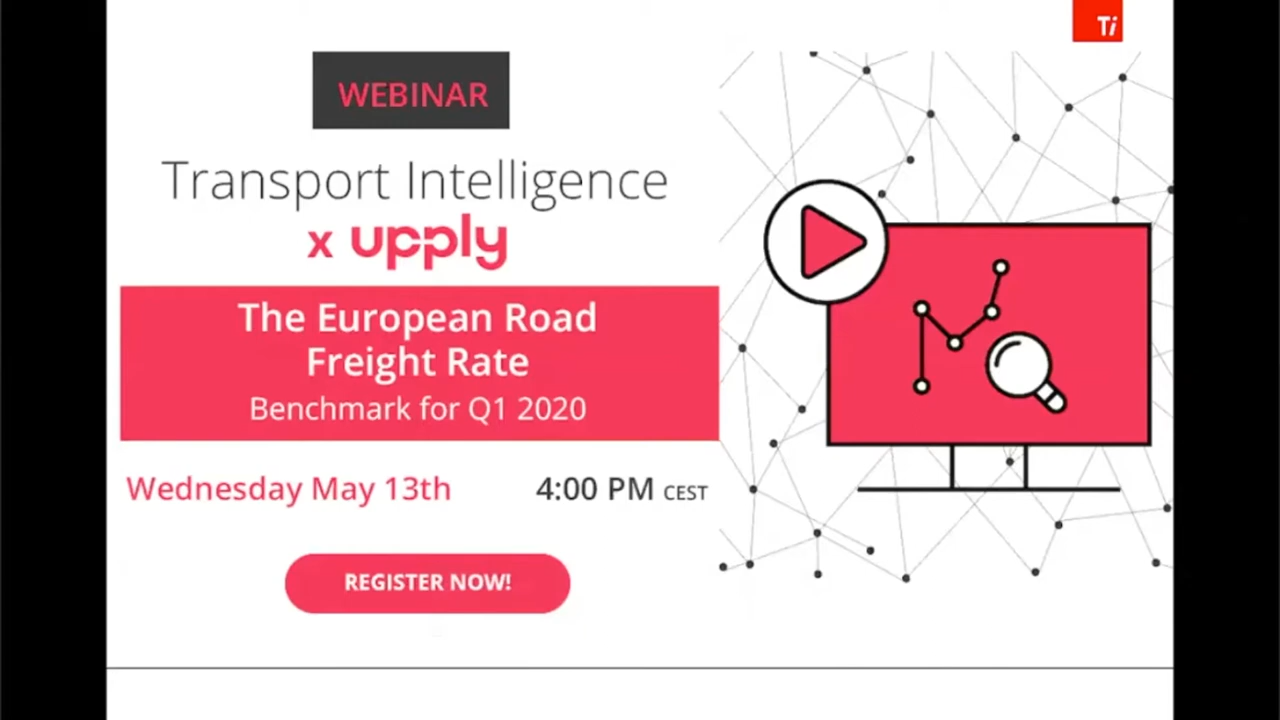 Ti
WEBINAR
Transport Intelligence
x upply
The European Road
Freight Rate
Benchmark for Q1 2020
Wednesday May 13th
4:00 PM CEST
REGISTER NOW!